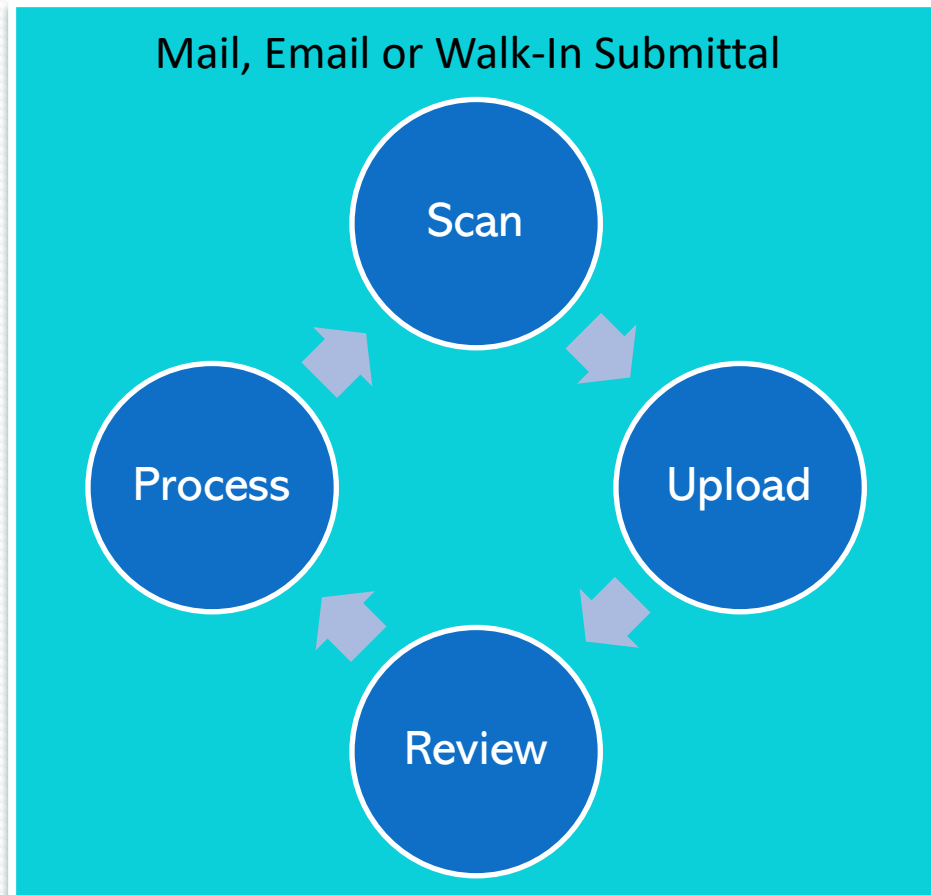 Mail, Email or Walk-In Submittal
Scan
Upload
Review
Process